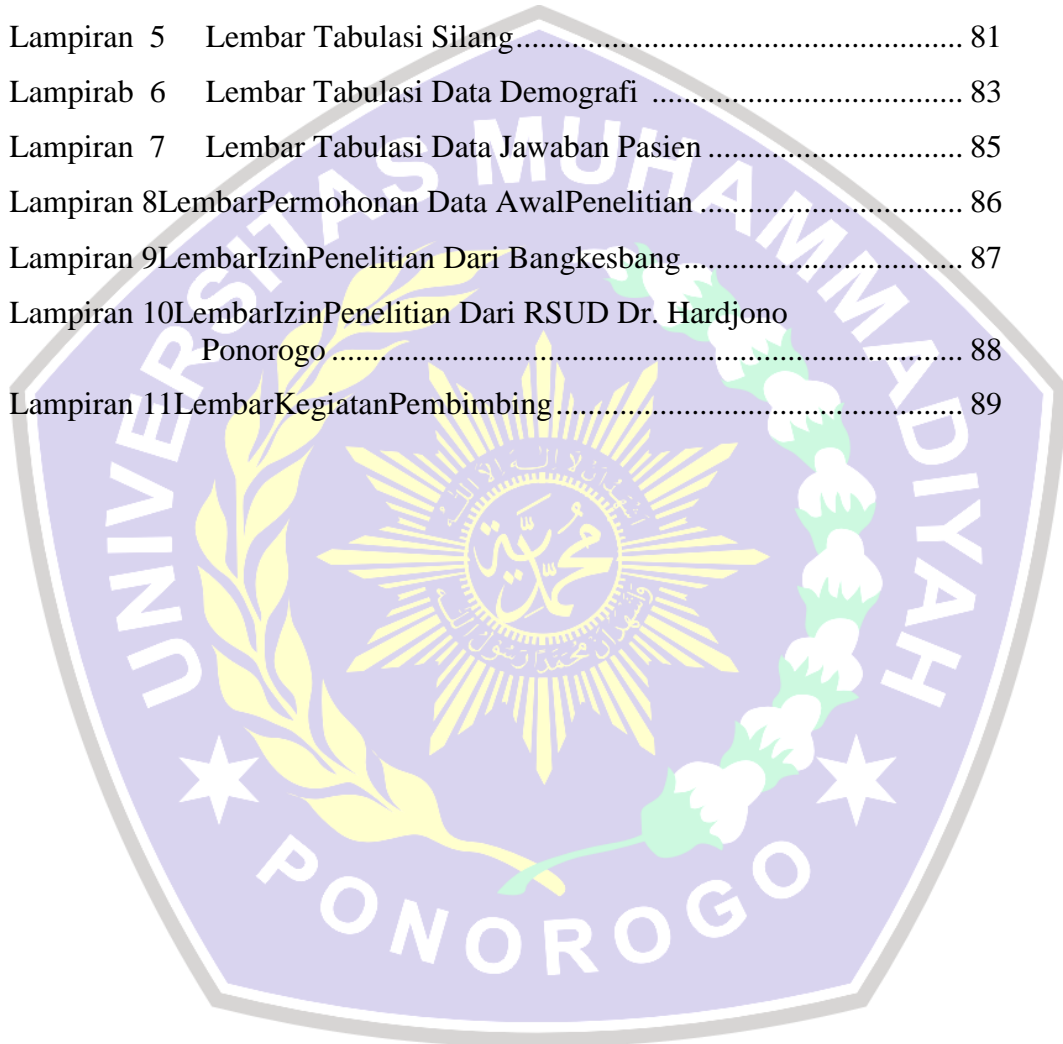 Lampiran 5 Lembar Tabulasi Silang.......................................................... 81
Lampirab 6 Lembar Tabulasi Data Demografi ........................................ 83
Lampiran 7 Lembar Tabulasi Data Jawaban Pasien ................................. 85
Lampiran 8LembarPermohonan Data AwalPenelitian .................................. 86
Lampiran 9LembarIzinPenelitian Dari Bangkesbang.................................... 87
Lampiran 10LembarIzinPenelitian Dari RSUD Dr. Hardjono
Ponorogo .................................................................................. 88
Lampiran 11LembarKegiatanPembimbing..................................................... 89
UNIVERSITAS MUHAMMADIYAH
محمدية
PONOROGO